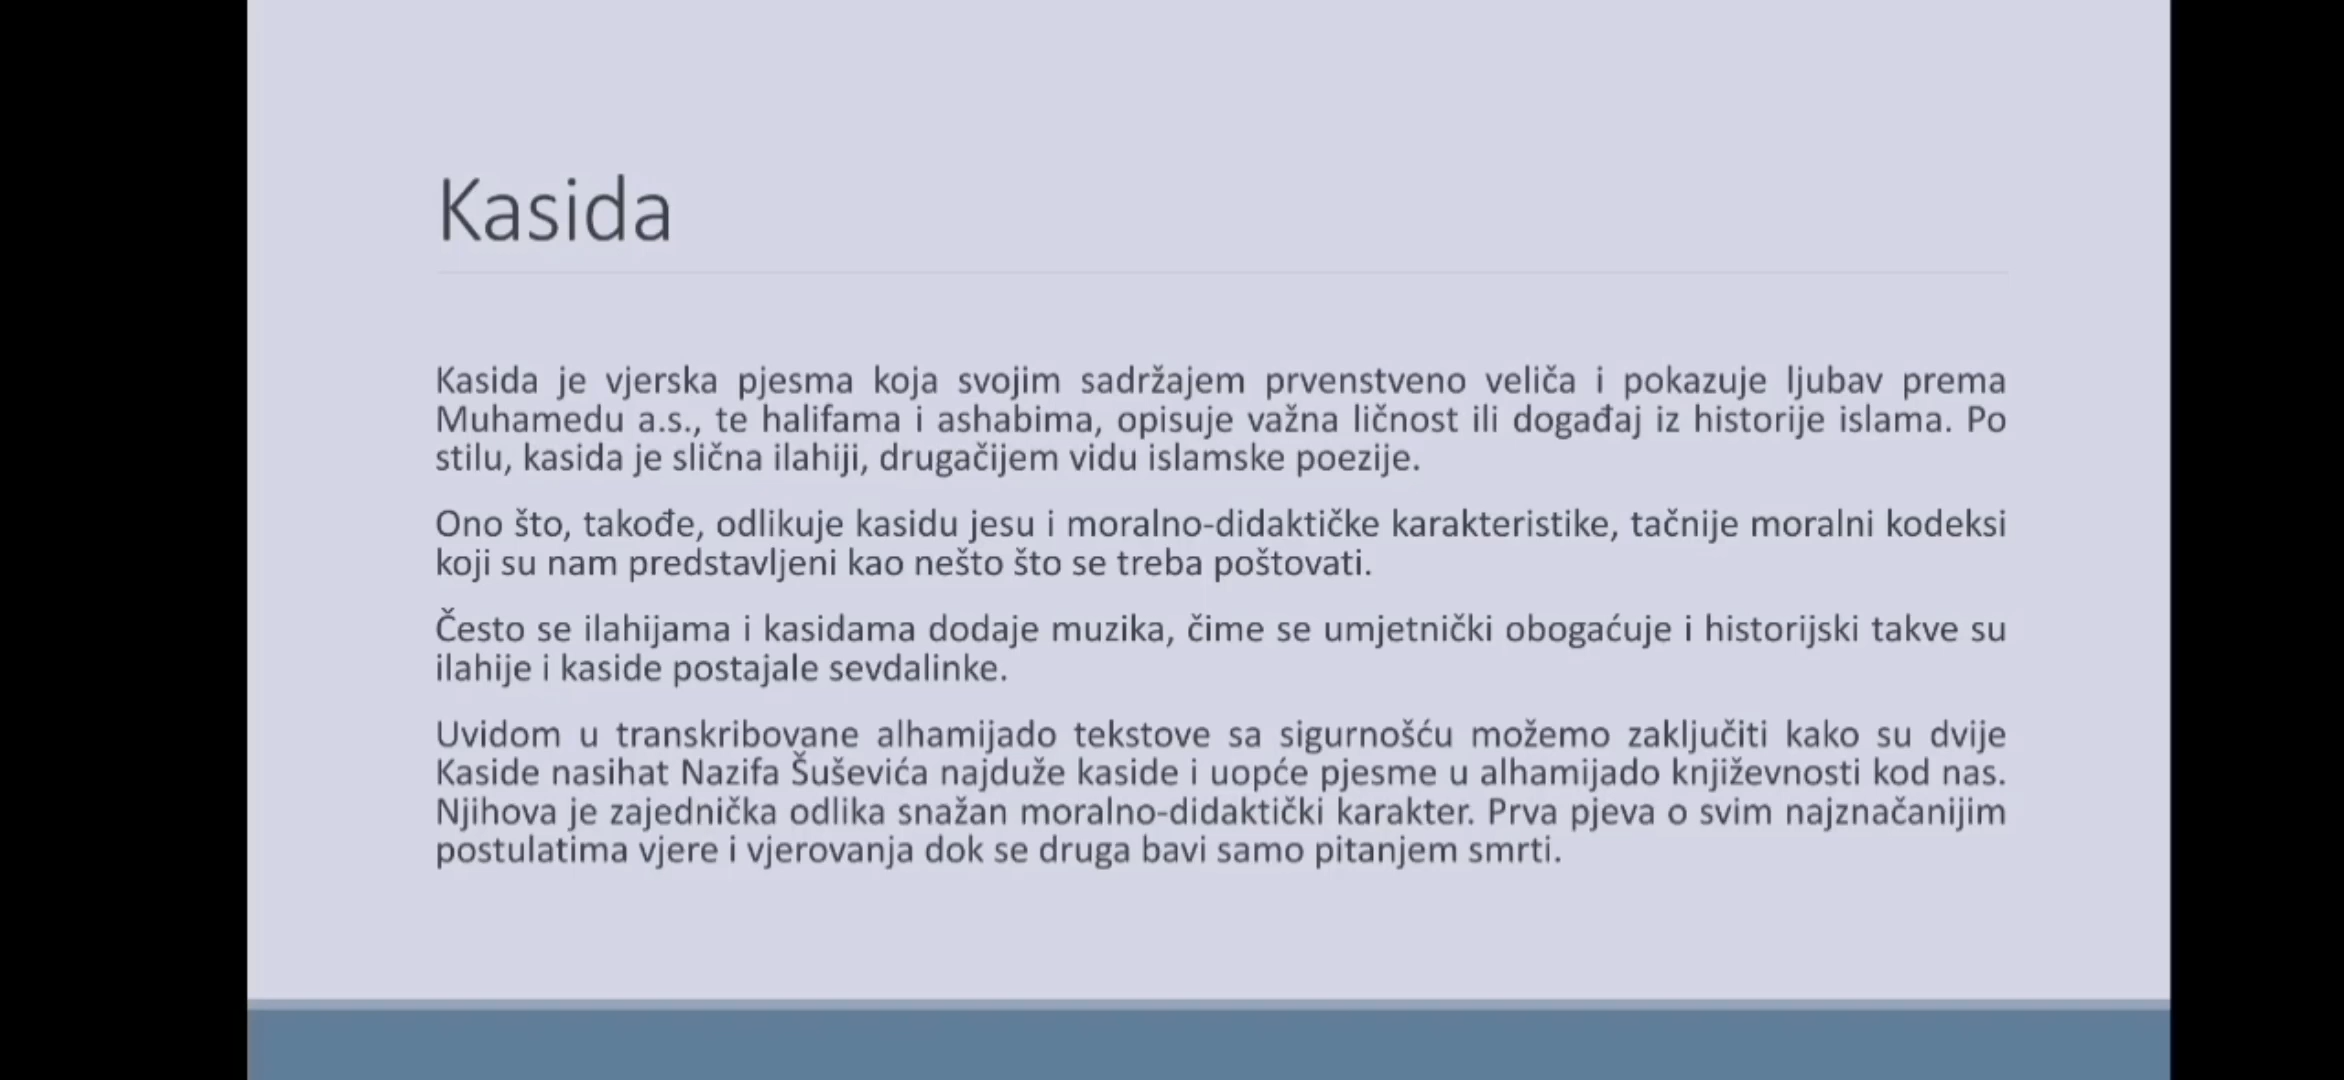 Kasida
Kasida je vjerska pjesma koja svojim sadržajem prvenstveno veliča i pokazuje ljubav prema
Muhamedu a.s., te halifama i ashabima, opisuje važna ličnost ili događaj iz historije islama. Po
stilu, kasida je slična ilahiji, drugačijem vidu islamske poezije.
Ono što, takođe, odlikuje kasidu jesu i moralno-didaktičke karakteristike, tačnije moralni kodeksi
koji su nam predstavljeni kao nešto što se treba poštovati.
Često se ilahijama i kasidama dodaje muzika, čime se umjetnički obogaćuje i historijski takve su
ilahije i kaside postajale sevdalinke.
Uvidom u transkribovane alhamijado tekstove sa sigurnošću možemo zaključiti kako su dvije
Kaside nasihat Nazifa Šuševića najduže kaside i uopće pjesme u alhamijado književnosti kod nas.
Njihova je zajednička odlika snažan moralno-didaktički karakter. Prva pjeva o svim najznačanijim
postulatima vjere i vjerovanja dok se druga bavi samo pitanjem smrti.